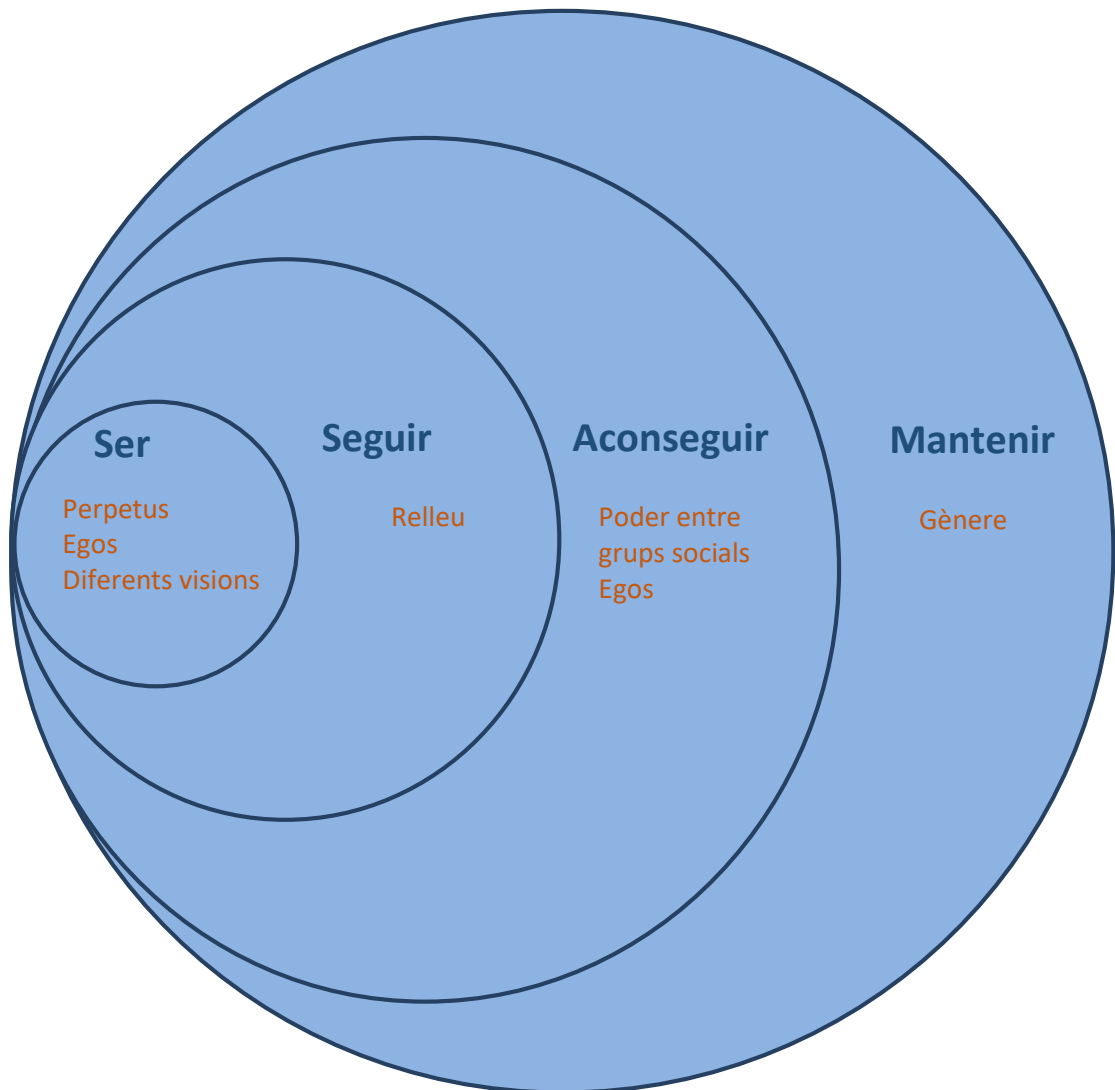 Ser
Perpetus
Egos
Diferents visions
Seguir
Relleu
Aconseguir
Poder entre
grups socials
Egos
Mantenir
Gènere